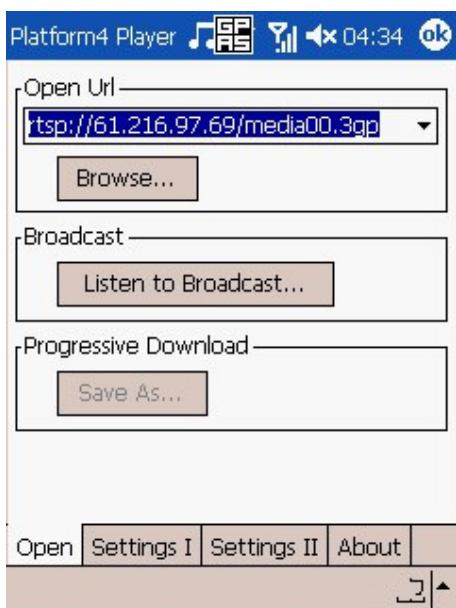 Platform4 Player 04:34 ok
Open Url
rtsp://61.216.97.69/media00.3gp
Browse...
Broadcast
Listen to Broadcast...
Progressive Download
Save As...
Open Settings I Settings II About